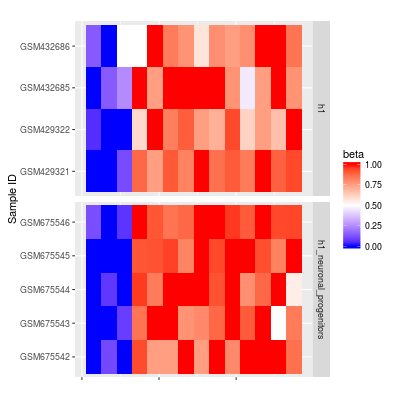 Sample ID
GSM432686
GSM432685
GSM429322
GSM429321
h1
GSM675546
GSM675545
GSM675544
GSM675543
GSM675542
h1_neuronal_progenitors
beta
1.00
0.75
0.50
0.25
0.00